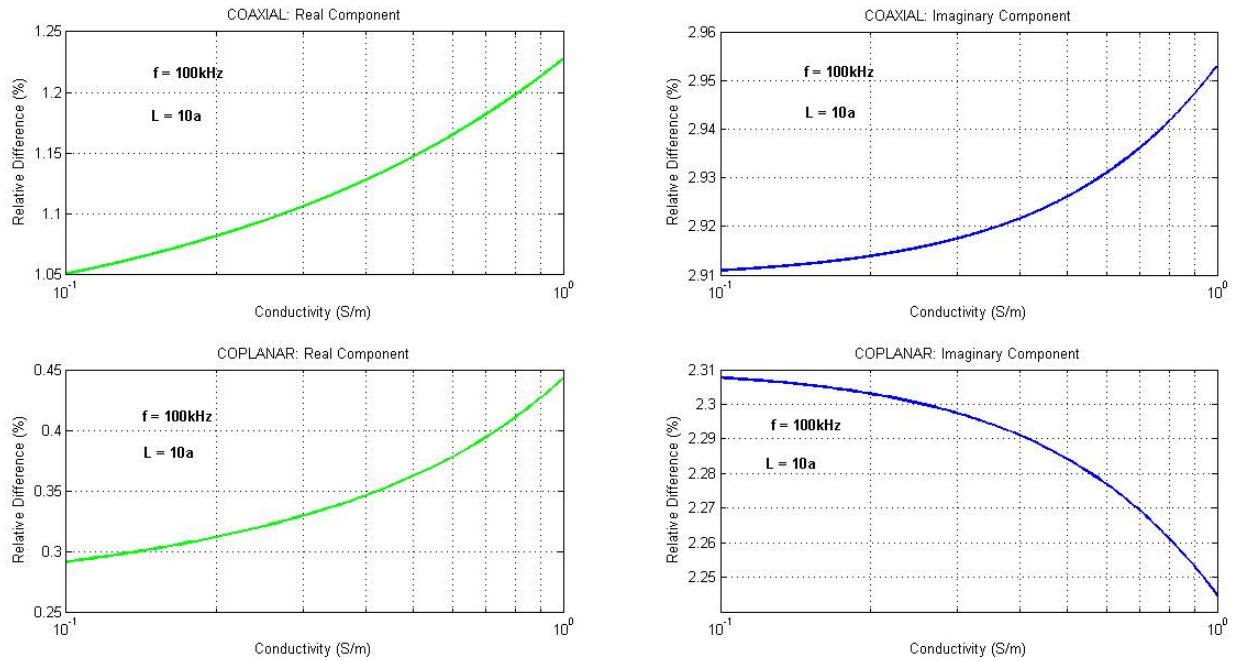 COAXIAL: Real Component
1.25
1.2
1.15
1.1
1.05
Relative Difference (%)
f = 100kHz
L = 10a
10^-1
10^0
Conductivity (S/m)
COAXIAL: Imaginary Component
2.96
2.95
2.94
2.93
2.92
2.91
Relative Difference (%)
f = 100kHz
L = 10a
10^-1
10^0
Conductivity (S/m)
COPLANAR: Real Component
0.45
0.4
0.35
0.3
0.25
Relative Difference (%)
f = 100kHz
L = 10a
10^-1
10^0
Conductivity (S/m)
COPLANAR: Imaginary Component
2.31
2.3
2.29
2.28
2.27
2.26
2.25
Relative Difference (%)
f = 100kHz
L = 10a
10^-1
10^0
Conductivity (S/m)